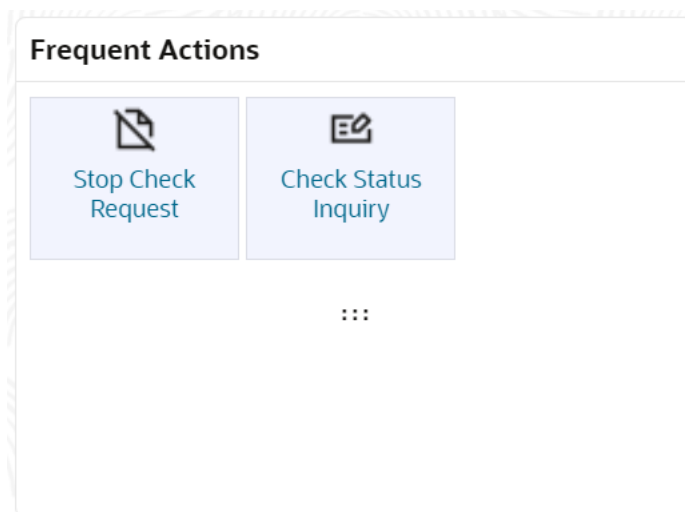 Frequent Actions
Stop Check
Request
Check Status
Inquiry